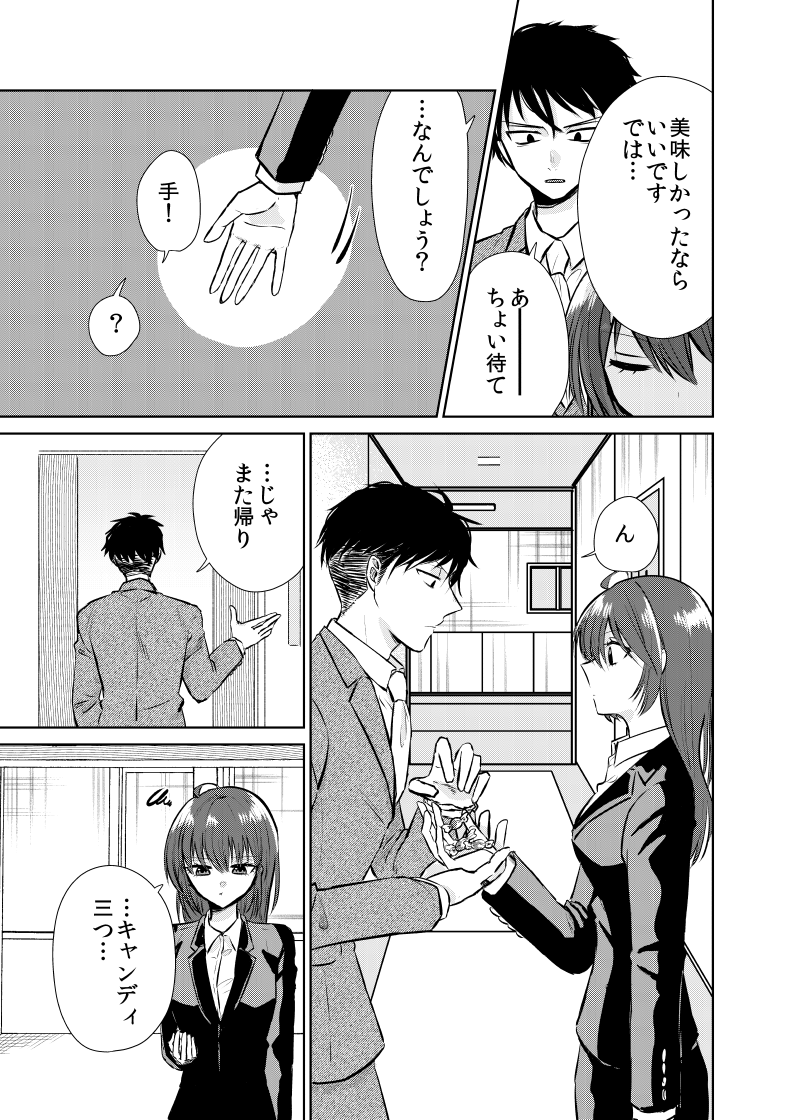 美味しかったなら
いいです
では…
あ――
ちょい待て
…なんでしょう？
手！
？
ん
…じゃ
また帰り
…キャンディ
三つ…